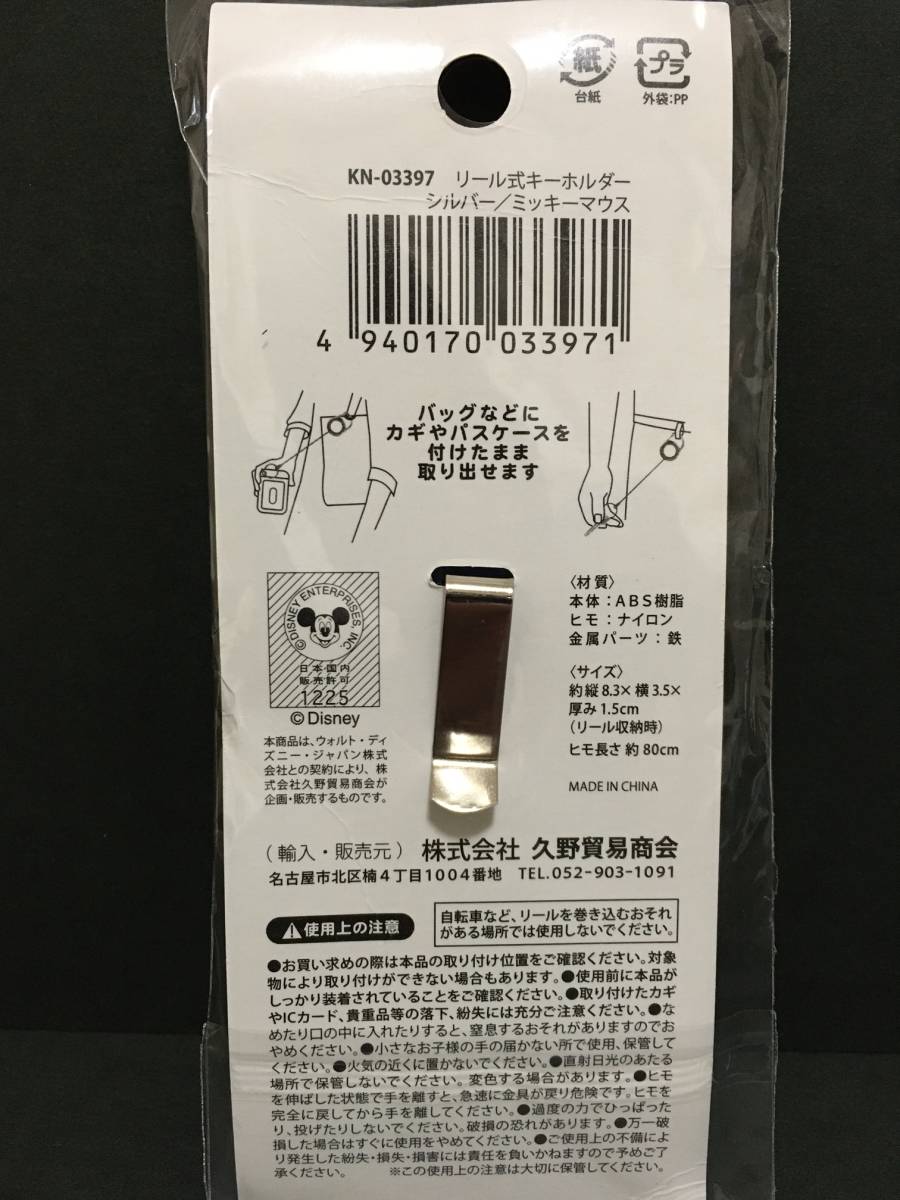 紙
台紙
プラ
外袋:PP
KN-03397 リール式キーホルダー
シルバー／ミッキーマウス
4 940170 033971
バッグなどに
カギやパスケースを
付けたまま
取り出せます
©DISNEY ENTERPRISES, INC.
日本国内
販売許可
1225
©Disney
本商品は、ウォルト・ディ
ズニー・ジャパン株式
会社との契約により、株
式会社久野貿易商会が
企画・販売するものです。
〈材質〉
本体：ABS樹脂
ヒモ：ナイロン
金属パーツ：鉄
〈サイズ〉
約縦8.3×横3.5×
厚み1.5cm
（リール収納時）
ヒモ長さ 約80cm
MADE IN CHINA
（輸入・販売元） 株式会社 久野貿易商会
名古屋市北区楠4丁目1004番地 TEL.052-903-1091
使用上の注意
自転車など、リールを巻き込むおそれ
がある場所では使用しないでください。
●お買い求めの際は本品の取り付け位置をご確認ください。対象
物により取り付けができない場合もあります。●使用前に本品が
しっかり装着されていることをご確認ください。●取り付けたカギ
やICカード、貴重品等の落下、紛失には充分ご注意ください。●な
めたり口の中に入れたりすると、窒息するおそれがありますのでお
やめください。●小さなお子様の手の届かない所で使用、保管して
ください。●火気の近くに置かないでください。●直射日光のあたる
場所で保管しないでください。変色する場合があります。●ヒモ
を伸ばした状態で手を離すと、急速に金具が戻り危険です。ヒモを
完全に戻してから手を離してください。●過度の力でひっぱった
り、投げたりしないでください。破損の恐れがあります。●万一破
損した場合はすぐに使用をやめてください。●ご使用上の不備によ
り発生した紛失・損失・損害には責任を負いかねますので予めご了
承ください。 ※この使用上の注意は大切に保管してください。